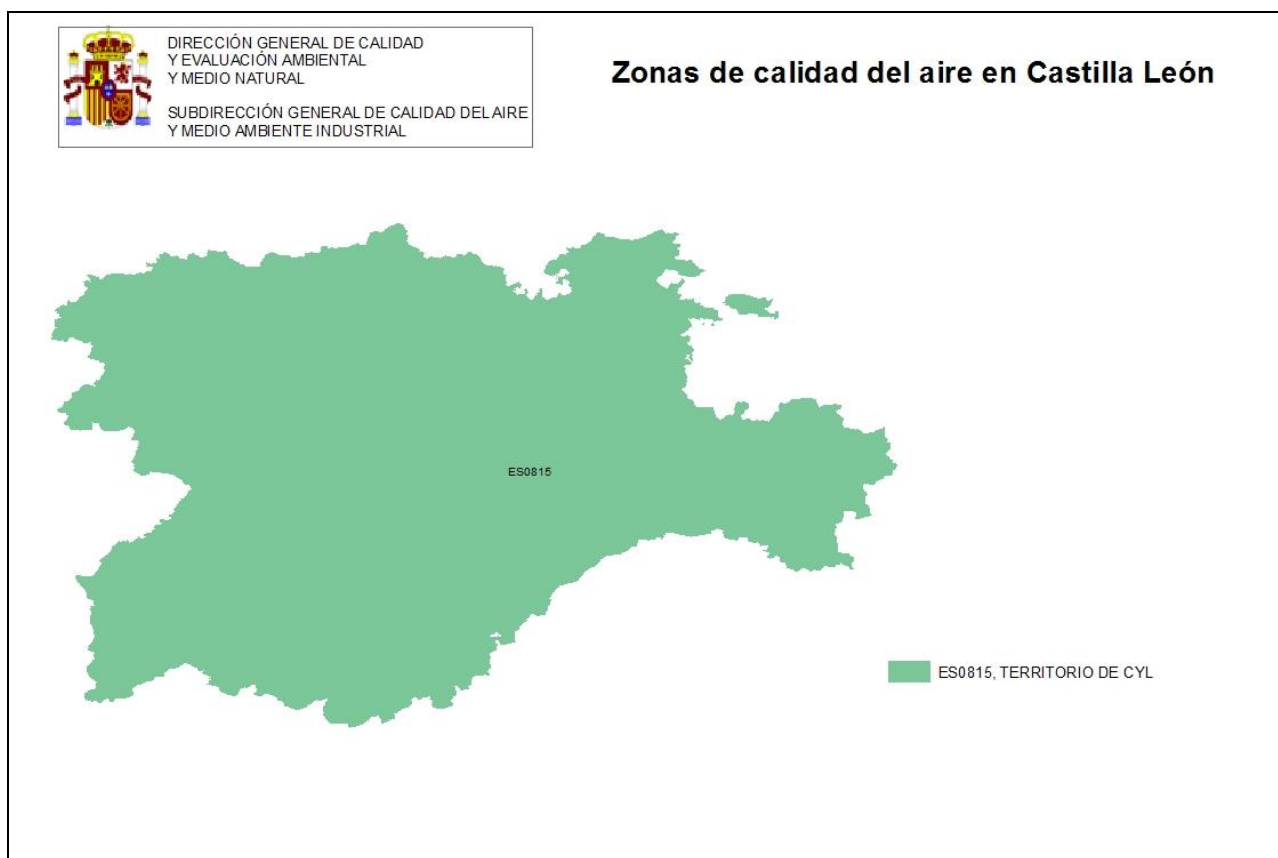 DIRECCIÓN GENERAL DE CALIDAD
Y EVALUACIÓN AMBIENTAL
Y MEDIO NATURAL
SUBDIRECCIÓN GENERAL DE CALIDAD DEL AIRE
Y MEDIO AMBIENTE INDUSTRIAL
Zonas de calidad del aire en Castilla León
ES0815
ES0815, TERRITORIO DE CYL